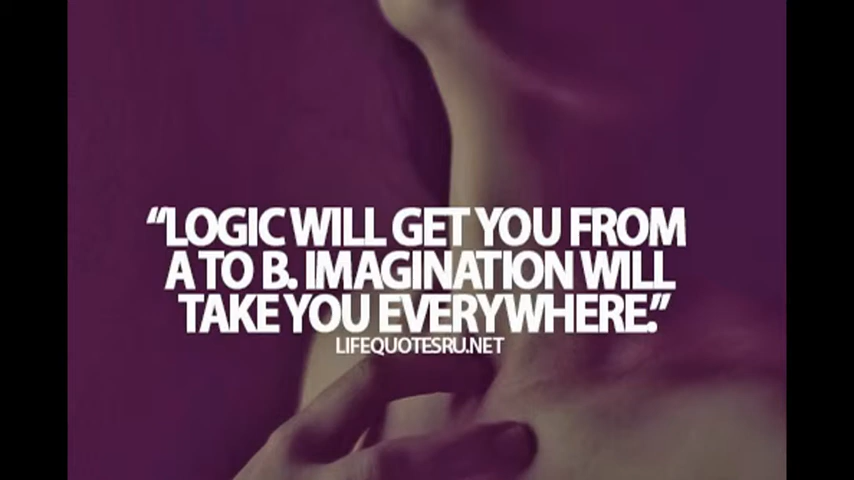 “LOGIC WILL GET YOU FROM
A TO B. IMAGINATION WILL
TAKE YOU EVERYWHERE.”
LIFEQUOTESRU.NET